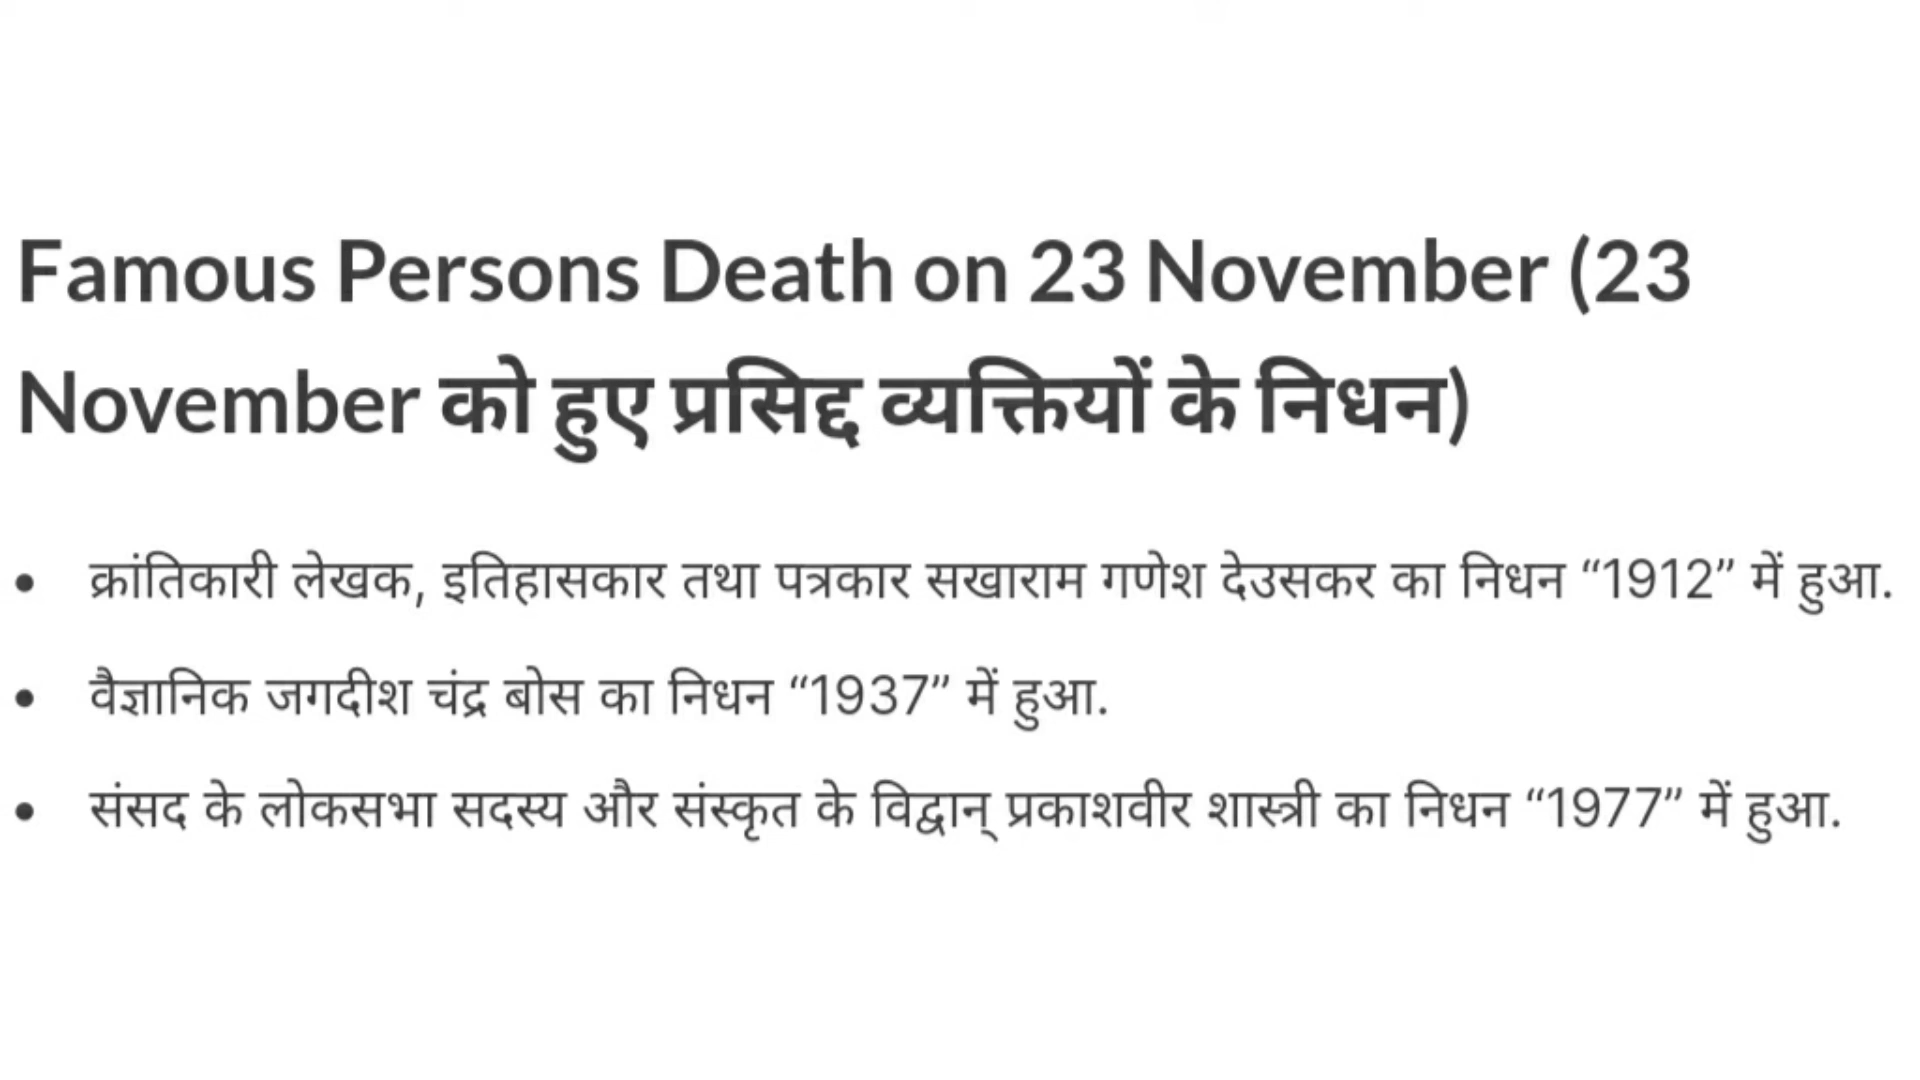 Famous Persons Death on 23 November (23
November को हुए प्रसिद्द व्यक्तियों के निधन)
• क्रांतिकारी लेखक, इतिहासकार तथा पत्रकार सखाराम गणेश देउसकर का निधन “1912” में हुआ.
• वैज्ञानिक जगदीश चंद्र बोस का निधन “1937” में हुआ.
• संसद के लोकसभा सदस्य और संस्कृत के विद्वान् प्रकाशवीर शास्त्री का निधन “1977” में हुआ.